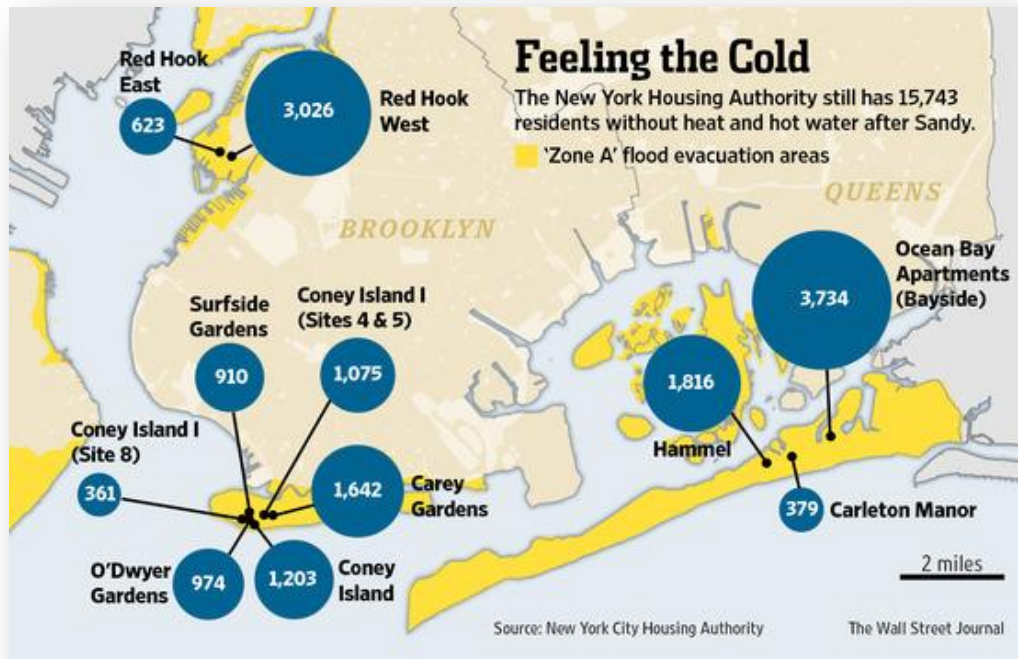 Feeling the Cold
The New York Housing Authority still has 15,743
residents without heat and hot water after Sandy.
'Zone A' flood evacuation areas
Red Hook
East
623
3,026
Red Hook
West
BROOKLYN
QUEENS
Ocean Bay
Apartments
(Bayside)
3,734
Surfside
Gardens
910
Coney Island I
(Sites 4 & 5)
1,075
1,816
Hammel
Coney Island I
(Site 8)
361
1,642
Carey
Gardens
379
Carleton Manor
O'Dwyer
Gardens
974
1,203
Coney
Island
2 miles
Source: New York City Housing Authority
The Wall Street Journal